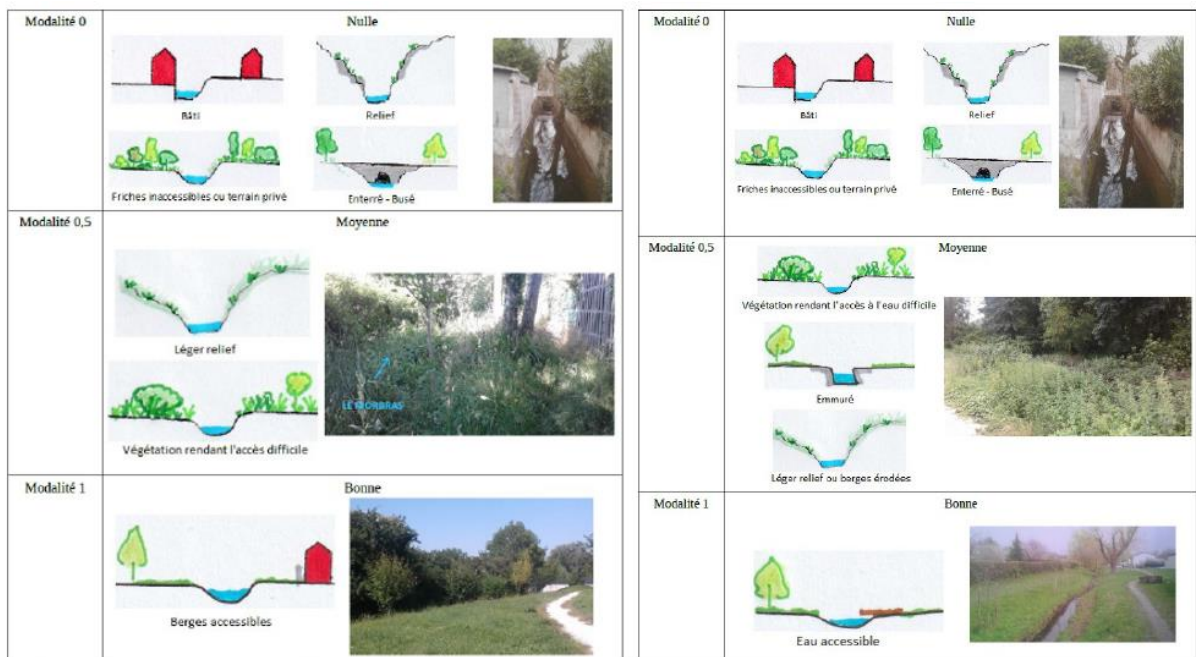 Modalité 0
Nulle
Bâti
Relief
Friches inaccessibles ou terrain privé
Enterré - Busé
Modalité 0,5
Moyenne
Léger relief
LE MORBRAS
Végétation rendant l'accès difficile
Modalité 1
Bonne
Berges accessibles
Modalité 0
Nulle
Bâti
Relief
Friches inaccessibles ou terrain privé
Enterré - Busé
Modalité 0,5
Moyenne
Végétation rendant l'accès à l'eau difficile
Emmuré
Léger relief ou berges érodées
Modalité 1
Bonne
Eau accessible